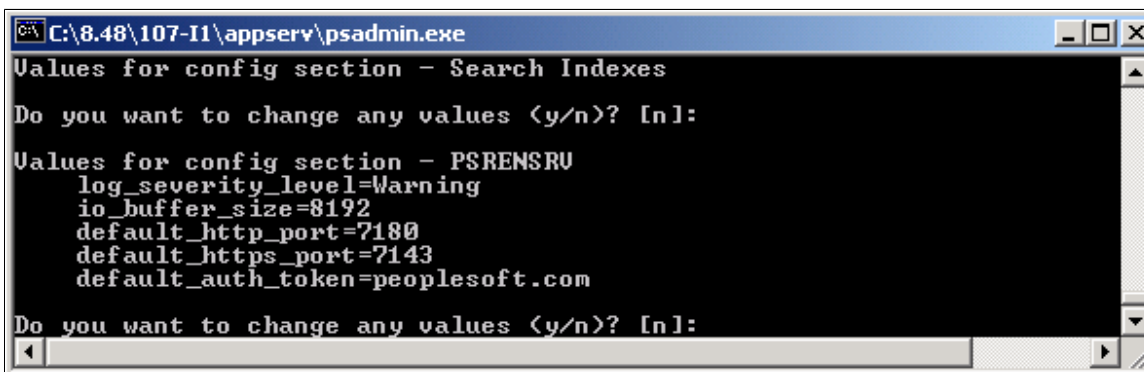 C:\8.48\107-I1\appserv\psadmin.exe
Values for config section - Search Indexes
Do you want to change any values (y/n)? [n]:
Values for config section - PSRENSRV
log_severity_level=Warning
io_buffer_size=8192
default_http_port=7180
default_https_port=7143
default_auth_token=peoplesoft.com
Do you want to change any values (y/n)? [n]: